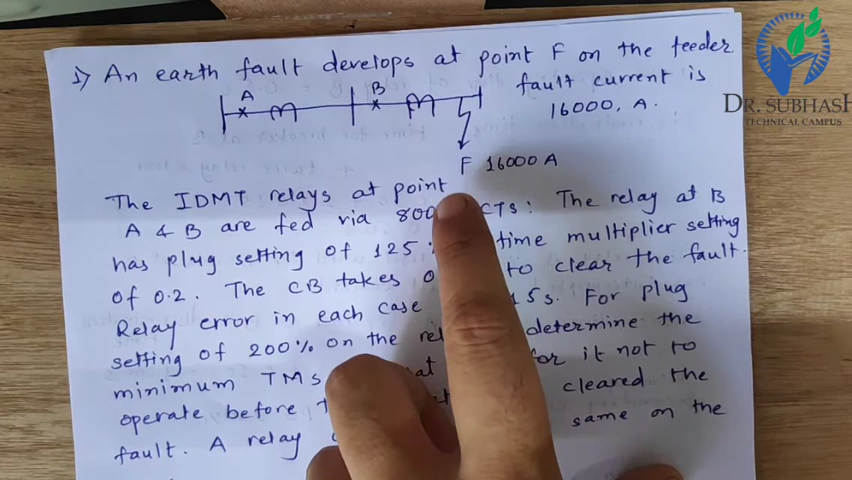 1) An earth fault develops at point F on the feeder
fault current is
16000. A.
A
B
F 16000 A
The IDMT relays at point
A & B are fed via CTs: The relay at B
has plug setting of 125 time multiplier setting
of 0.2. The CB takes to clear the fault.
Relay error in each case 15s. For plug
setting of 200% on the determine the
minimum TMS for it not to
operate before cleared the
fault. A relay same on the
DR. SUBHASH
TECHNICAL CAMPUS